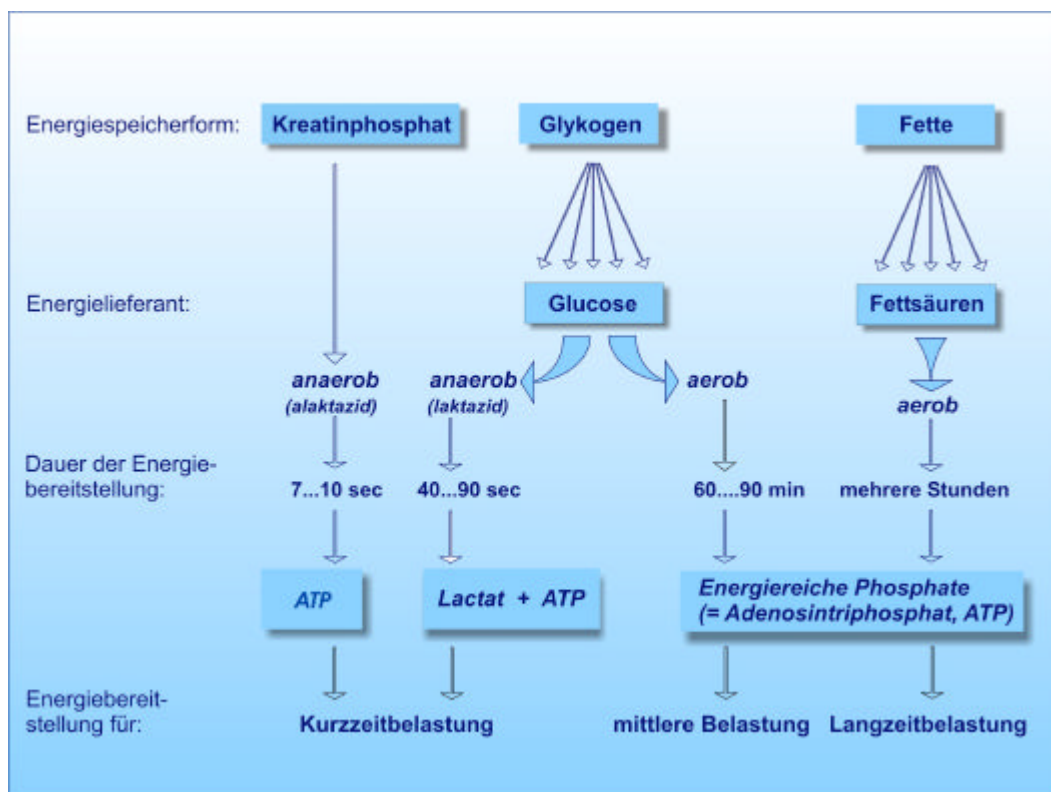 Energiespeicherform: Kreatinphosphat Glykogen Fette
Energielieferant: Glucose Fettsäuren
anaerob anaerob aerob
(alaktazid) (laktazid) aerob
Dauer der Energie-
bereitstellung: 7...10 sec 40...90 sec 60....90 min mehrere Stunden
ATP Lactat + ATP Energiereiche Phosphate
(= Adenosintriphosphat, ATP)
Energiebereit-
stellung für: Kurzzeitbelastung mittlere Belastung Langzeitbelastung